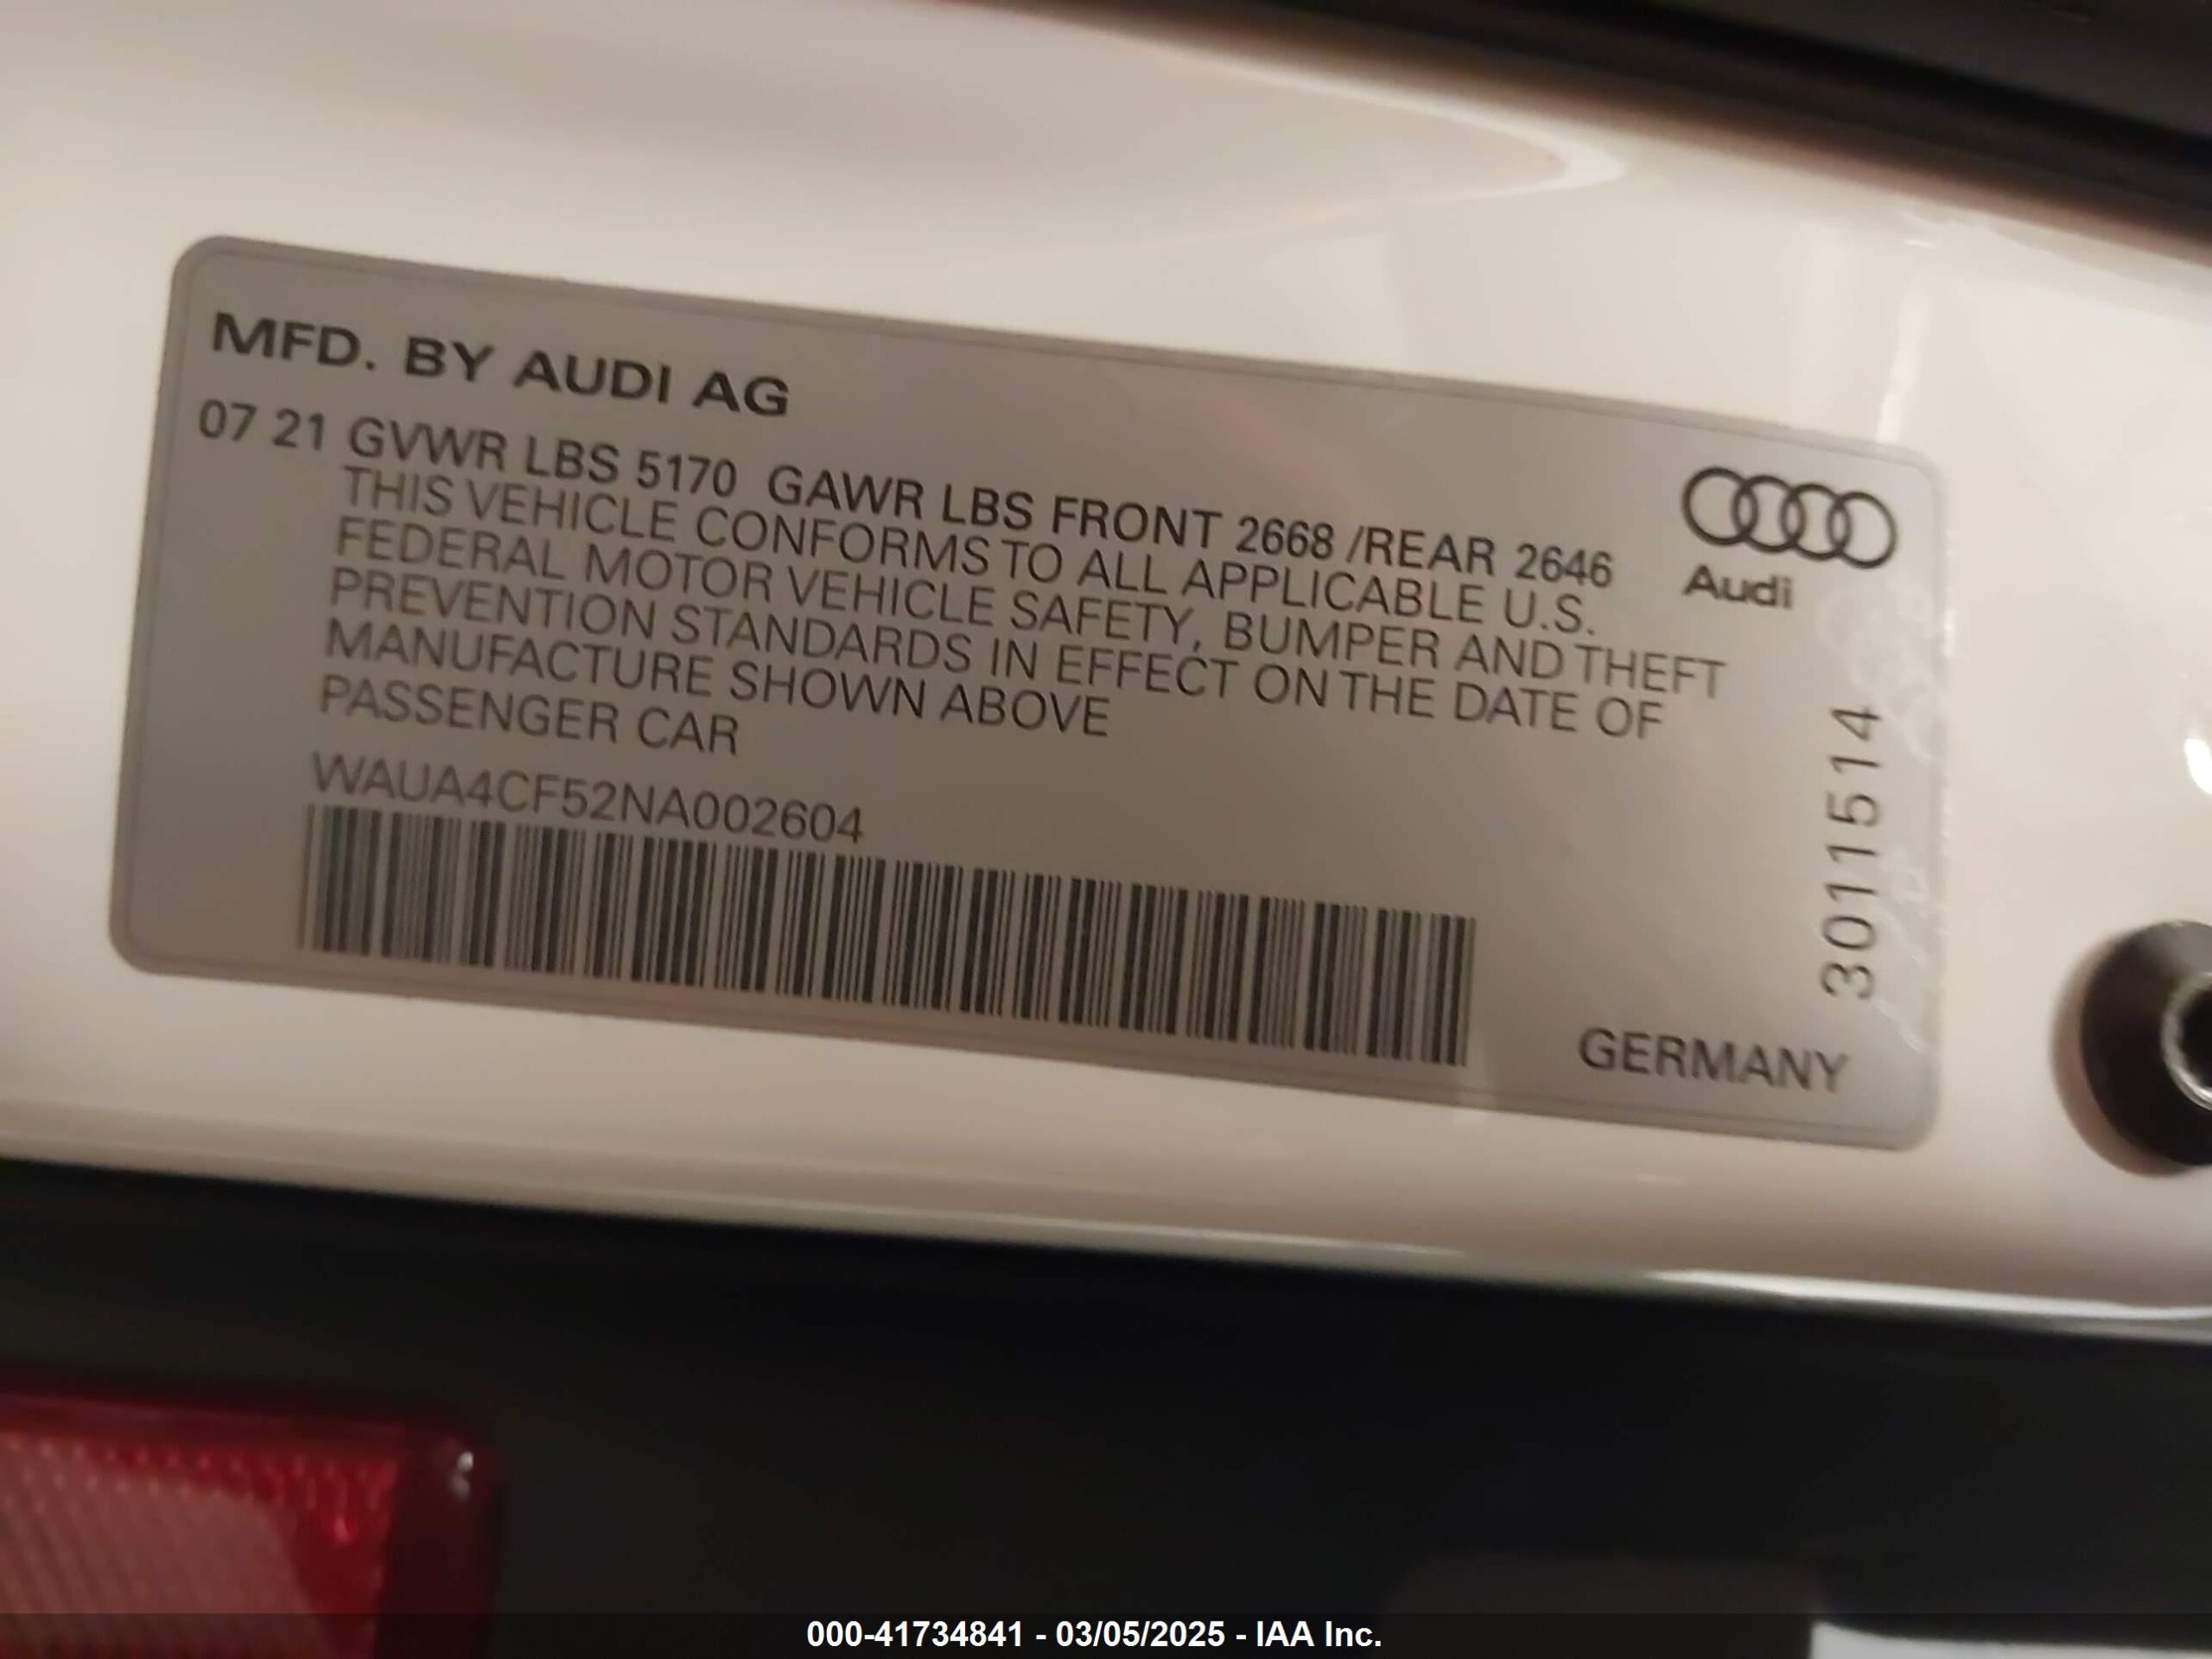 MFD. BY AUDI AG
07 21 GVWR LBS 5170 GAWR LBS FRONT 2668 /REAR 2646
THIS VEHICLE CONFORMS TO ALL APPLICABLE U.S.
FEDERAL MOTOR VEHICLE SAFETY, BUMPER AND THEFT
PREVENTION STANDARDS IN EFFECT ON THE DATE OF
MANUFACTURE SHOWN ABOVE
PASSENGER CAR
WAUA4CF52NA002604
Audi
3011514
GERMANY
000-41734841 - 03/05/2025 - IAA Inc.